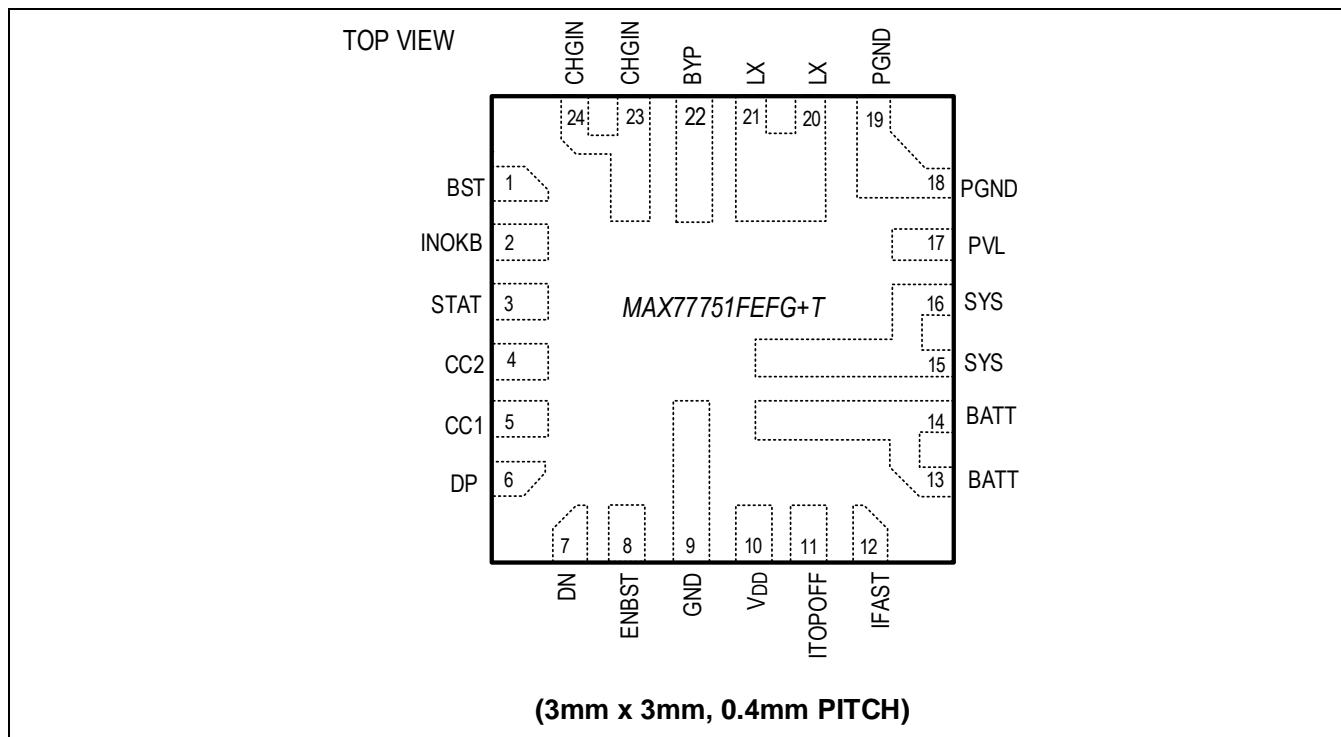 TOP VIEW
CHGIN
CHGIN
BYP
LX
LX
PGND
24
23
22
21
20
19
BST 1
18 PGND
INOKB 2
17 PVL
STAT 3
MAX77751FEFG+T
16 SYS
CC2 4
15 SYS
CC1 5
14 BATT
DP 6
13 BATT
7
8
9
10
11
12
DN
ENBST
GND
VDD
ITOPOFF
IFAST
(3mm x 3mm, 0.4mm PITCH)